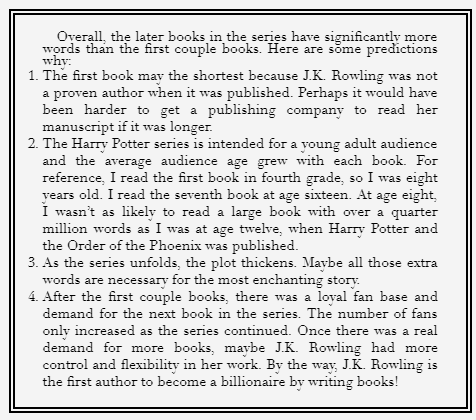 Overall, the later books in the series have significantly more
words than the first couple books. Here are some predictions
why:
1. The first book may the shortest because J.K. Rowling was not
a proven author when it was published. Perhaps it would have
been harder to get a publishing company to read her
manuscript if it was longer.
2. The Harry Potter series is intended for a young adult audience
and the average audience age grew with each book. For
reference, I read the first book in fourth grade, so I was eight
years old. I read the seventh book at age sixteen. At age eight,
I wasn't as likely to read a large book with over a quarter
million words as I was at age twelve, when Harry Potter and
the Order of the Phoenix was published.
3. As the series unfolds, the plot thickens. Maybe all those extra
words are necessary for the most enchanting story.
4. After the first couple books, there was a loyal fan base and
demand for the next book in the series. The number of fans
only increased as the series continued. Once there was a real
demand for more books, maybe J.K. Rowling had more
control and flexibility in her work. By the way, J.K. Rowling is
the first author to become a billionaire by writing books!